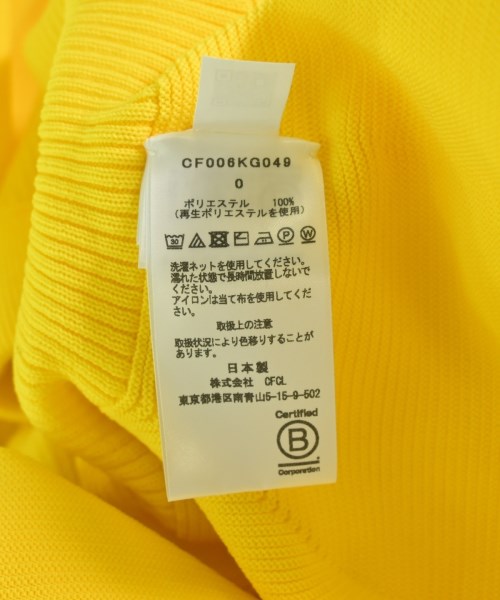 CF006KG049
0
ポリエステル 100%
(再生ポリエステルを使用)
30
P W
洗濯ネットを使用してください。
濡れた状態で長時間放置しないで
ください。
アイロンは当て布を使用してください。
取扱上の注意
取扱状況により色移りすることが
あります。
日本製
株式会社 CFCL
東京都港区南青山5-15-9-502
Certified
B
Corporation